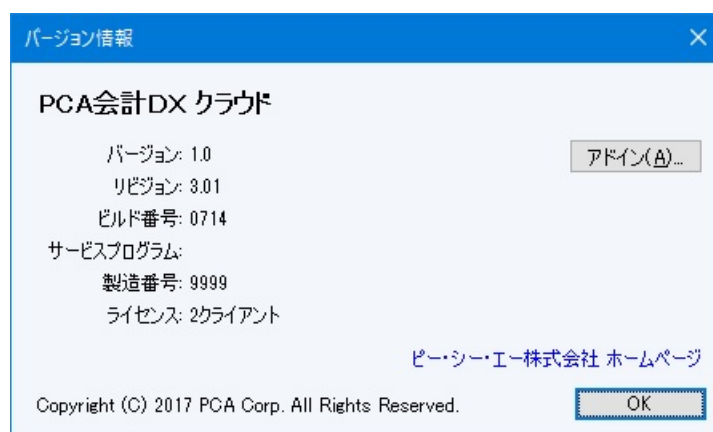 バージョン情報
PCA会計DX クラウド
バージョン: 1.0
アドイン(A)...
リビジョン: 3.01
ビルド番号: 0714
サービスプログラム:
製造番号: 9999
ライセンス: 2クライアント
ピー・シー・エー株式会社 ホームページ
Copyright (C) 2017 PCA Corp. All Rights Reserved.
OK